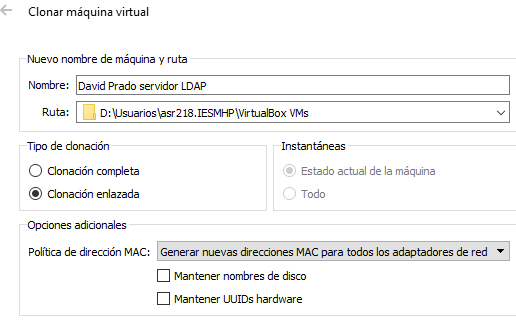 Clonar máquina virtual
Nuevo nombre de máquina y ruta
Nombre: David Prado servidor LDAP
Ruta: D:\Usuarios\asr218.IESMHP\VirtualBox VMs
Tipo de clonación
Clonación completa
Clonación enlazada
Instantáneas
Estado actual de la máquina
Todo
Opciones adicionales
Política de dirección MAC: Generar nuevas direcciones MAC para todos los adaptadores de red
Mantener nombres de disco
Mantener UUIDs hardware